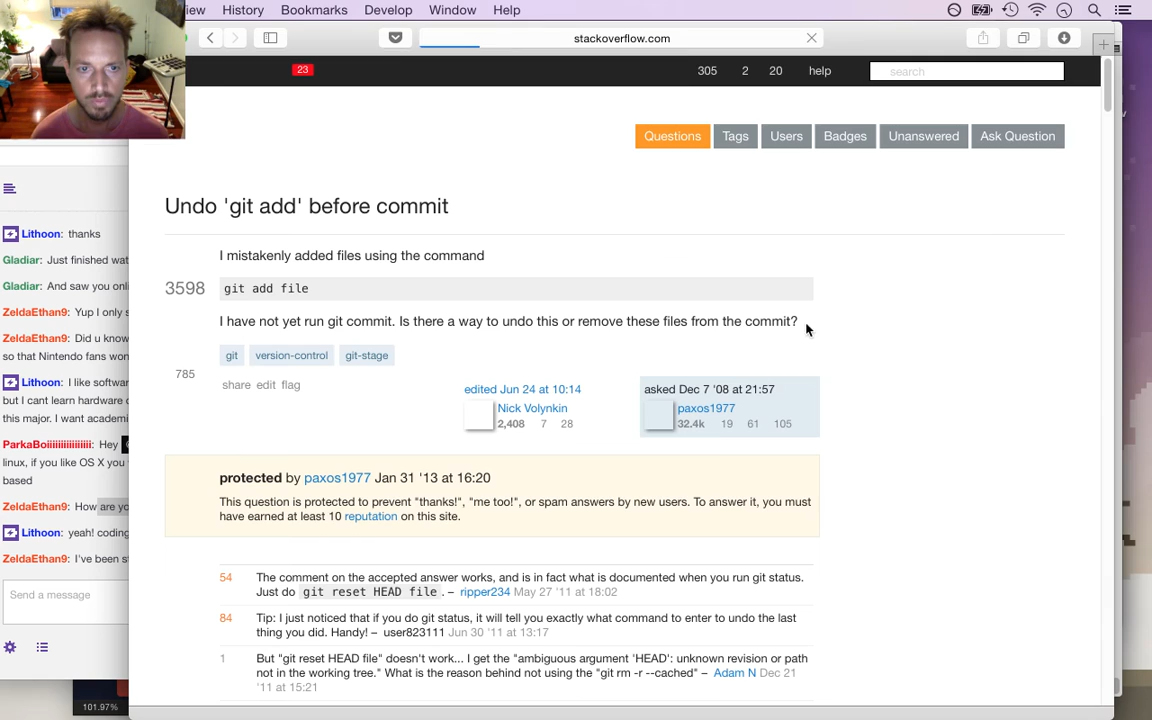 iew History Bookmarks Develop Window Help
stackoverflow.com
23
305 2 20 help search
Questions Tags Users Badges Unanswered Ask Question
Undo 'git add' before commit
I mistakenly added files using the command
3598
git add file
I have not yet run git commit. Is there a way to undo this or remove these files from the commit?
git version-control git-stage
785
share edit flag
edited Jun 24 at 10:14
Nick Volynkin
2,408 7 28
asked Dec 7 '08 at 21:57
paxos1977
32.4k 19 61 105
protected by paxos1977 Jan 31 '13 at 16:20
This question is protected to prevent "thanks!", "me too!", or spam answers by new users. To answer it, you must
have earned at least 10 reputation on this site.
54 The comment on the accepted answer works, and is in fact what is documented when you run git status.
Just do git reset HEAD file. – ripper234 May 27 '11 at 18:02
84 Tip: I just noticed that if you do git status, it will tell you exactly what command to enter to undo the last
thing you did. Handy! – user823111 Jun 30 '11 at 13:17
1 But "git reset HEAD file" doesn't work... I get the "ambiguous argument 'HEAD': unknown revision or path
not in the working tree." What is the reason behind not using the "git rm -r --cached" – Adam N Dec 21
'11 at 15:21
Lithoon: thanks
Gladiar: Just finished wat
Gladiar: And saw you onli
ZeldaEthan9: Yup I only s
ZeldaEthan9: Did u know
so that Nintendo fans won
Lithoon: I like softwar
but I cant learn hardware
this major. I want academi
ParkaBoiiiiiiiiiiiiiiii: Hey
linux, if you like OS X you
based
ZeldaEthan9: How are yo
Lithoon: yeah! coding
ZeldaEthan9: I've been s
Send a message
101.97%